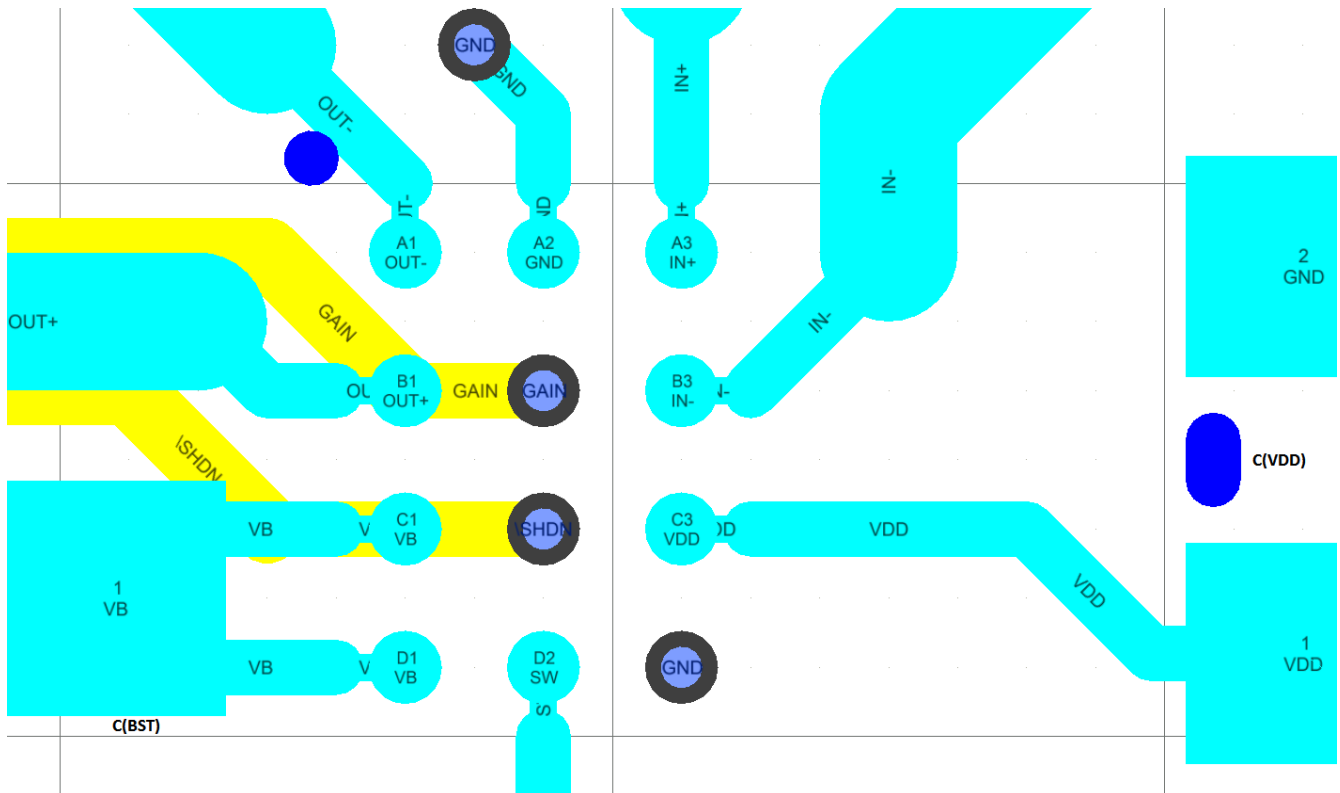 GND
GND
OUT-
IN+
IN-
A1
OUT-
A2
GND
A3
IN+
2
GND
OUT+
GAIN
IN-
B1
OUT+
GAIN
GAIN
B3
IN-
\SHDN
C(VDD)
VB
C1
VB
\SHDN
C3
VDD
VDD
VDD
1
VB
VB
D1
VB
D2
SW
GND
1
VDD
C(BST)